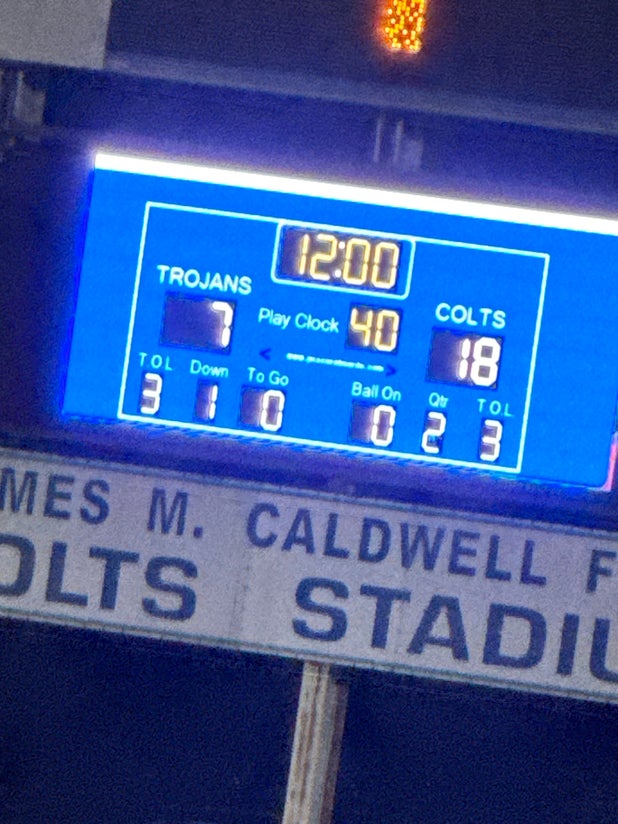 12:00
TROJANS COLTS
7 Play Clock 40 18
TOL Down To Go Ball On Qtr TOL
3 1 0 0 2 3
MES M. CALDWELL F
OLTS STADIU